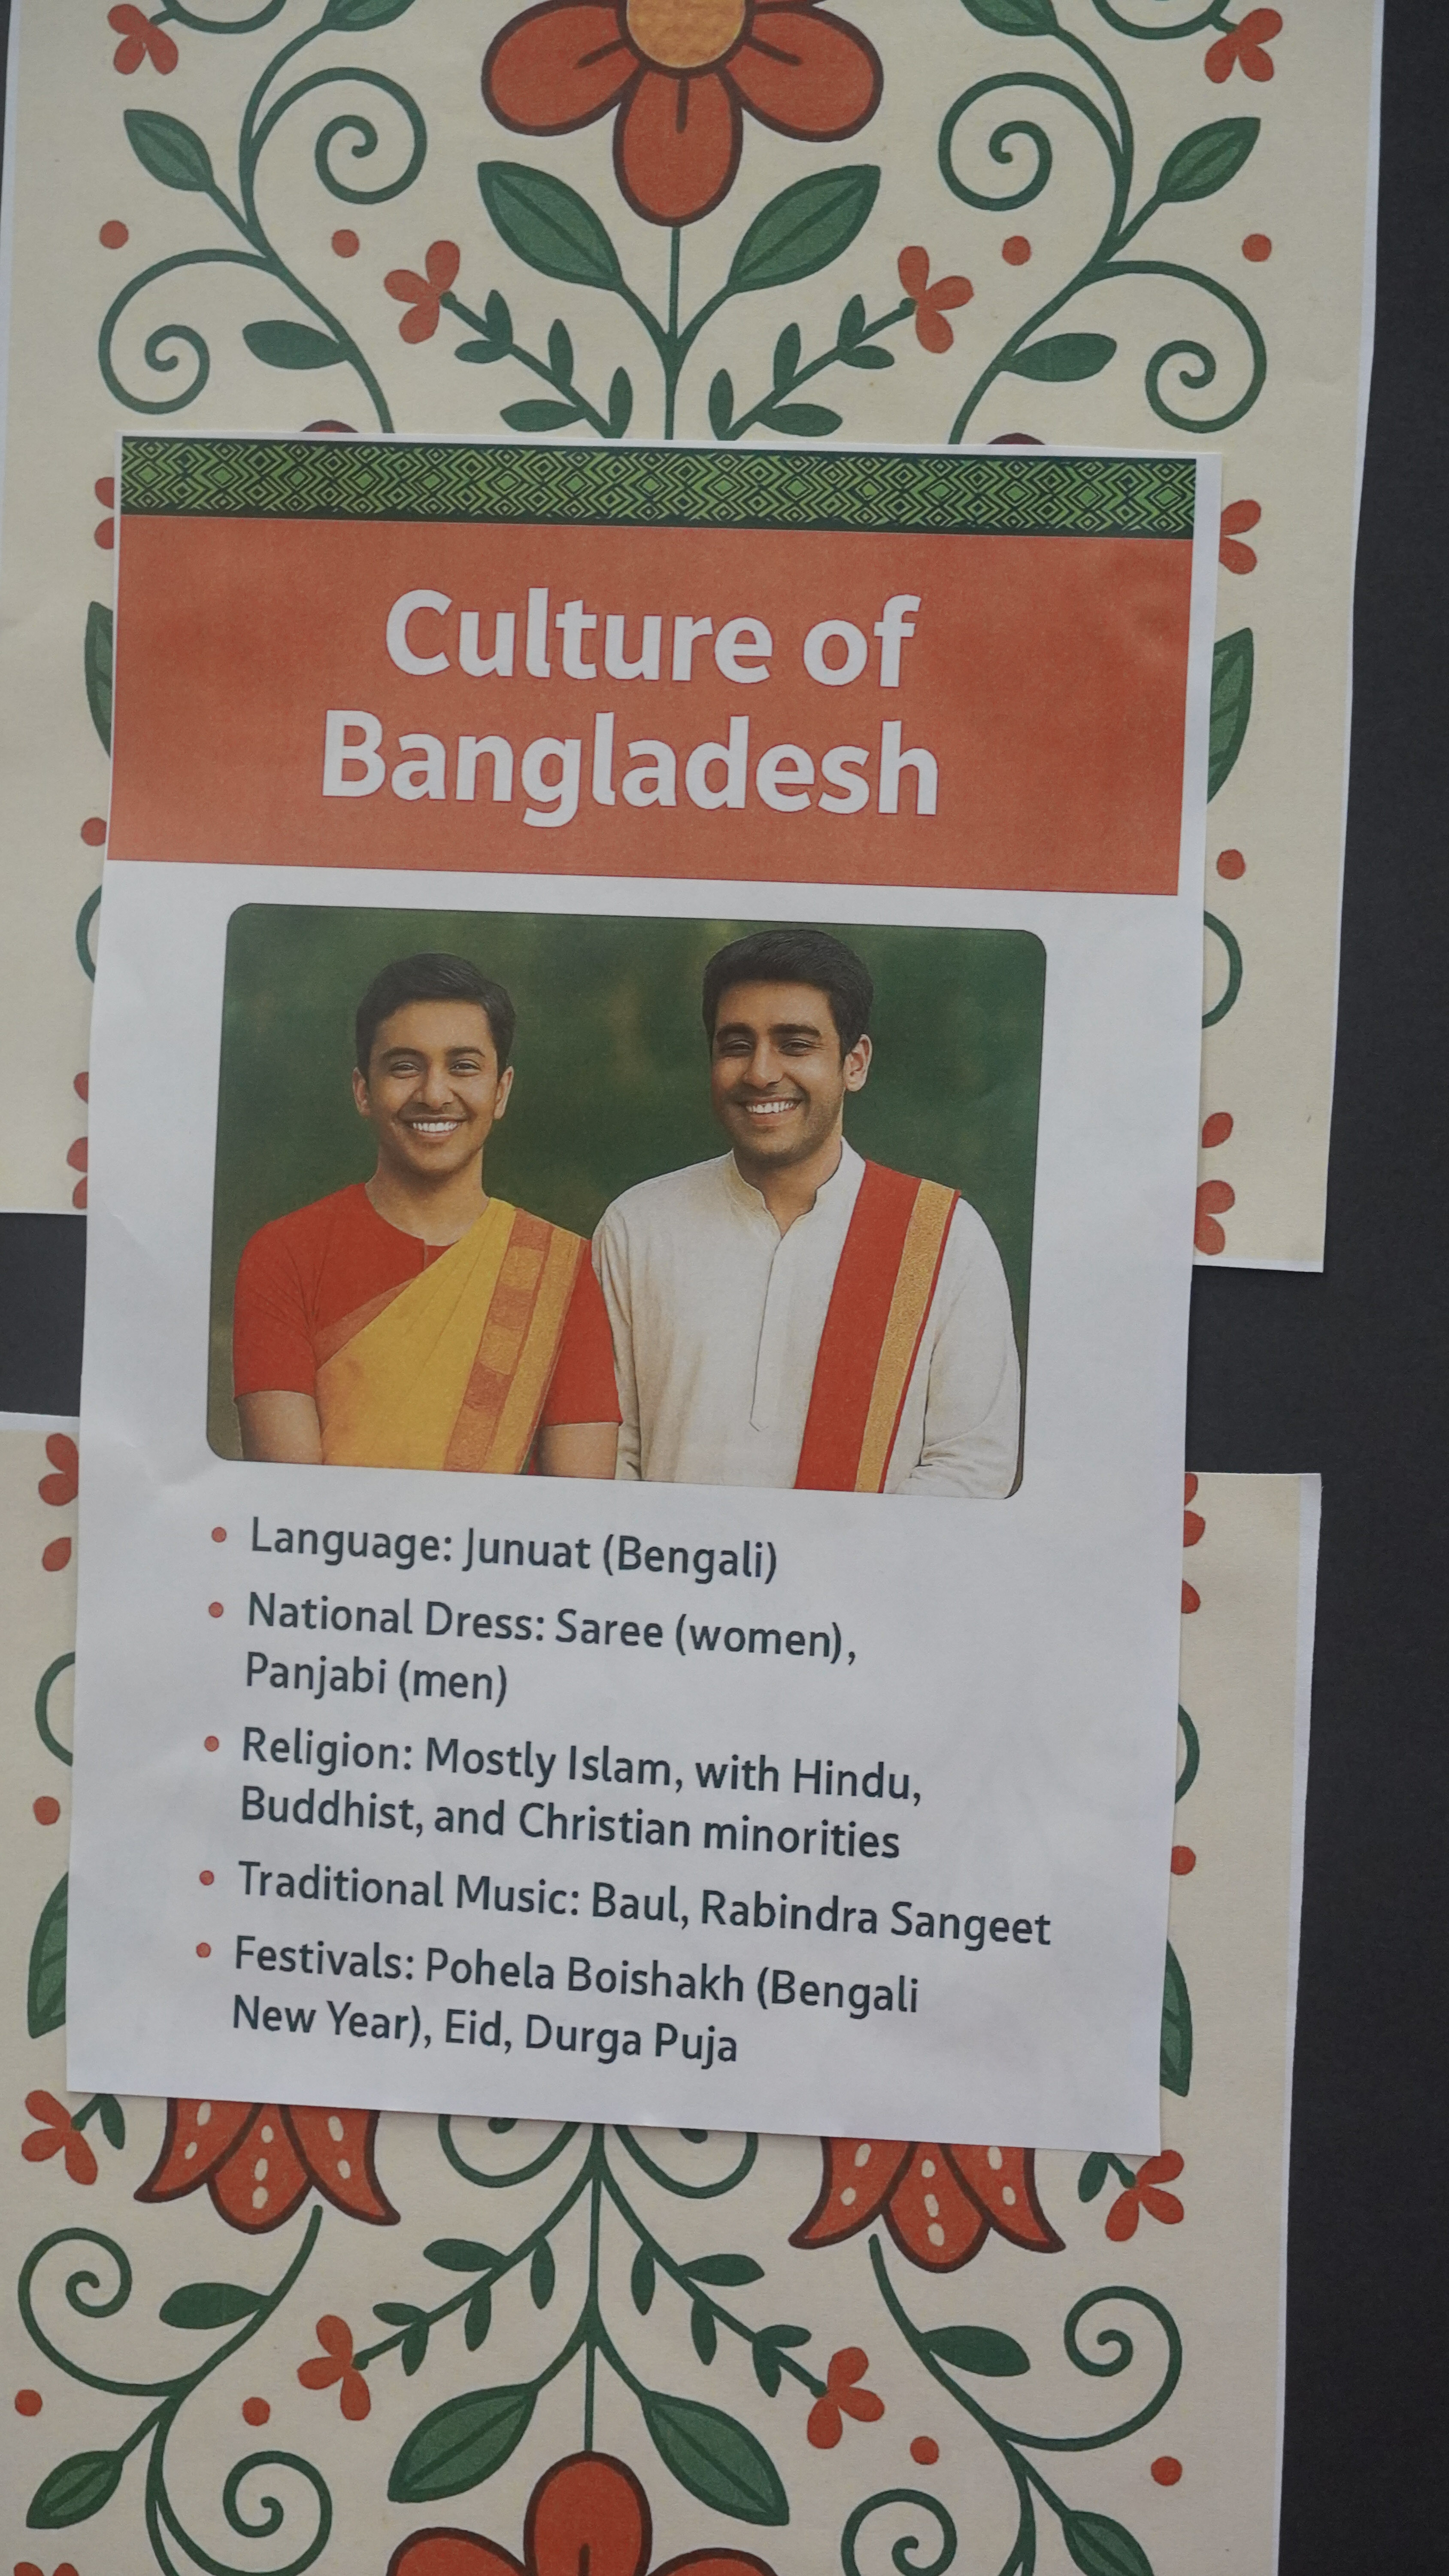 Culture of
Bangladesh
• Language: Junuat (Bengali)
• National Dress: Saree (women),
Panjabi (men)
• Religion: Mostly Islam, with Hindu,
Buddhist, and Christian minorities
• Traditional Music: Baul, Rabindra Sangeet
• Festivals: Pohela Boishakh (Bengali
New Year), Eid, Durga Puja